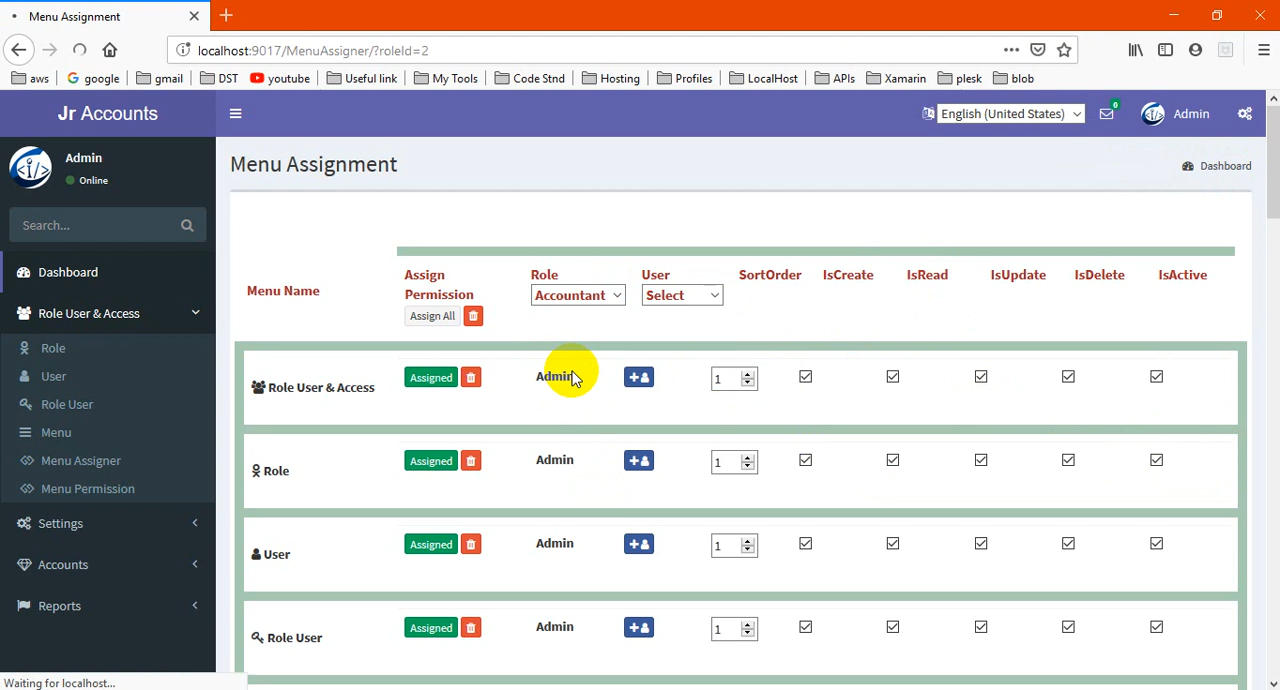 Menu Assignment
localhost:9017/MenuAssigner/?roleId=2
aws google gmail DST youtube Useful link My Tools Code Stnd Hosting Profiles LocalHost APIs Xamarin plesk blob
Jr Accounts
English (United States) 0 Admin
Admin
Online
Search...
Dashboard
Role User & Access
Role
User
Role User
Menu
Menu Assigner
Menu Permission
Settings
Accounts
Reports
Waiting for localhost...
Menu Assignment
Dashboard
Menu Name
Assign Permission
Assign All
Role
Accountant
User
Select
SortOrder IsCreate IsRead IsUpdate IsDelete IsActive
Role User & Access Assigned Admin 1
Role Assigned Admin 1
User Assigned Admin 1
Role User Assigned Admin 1